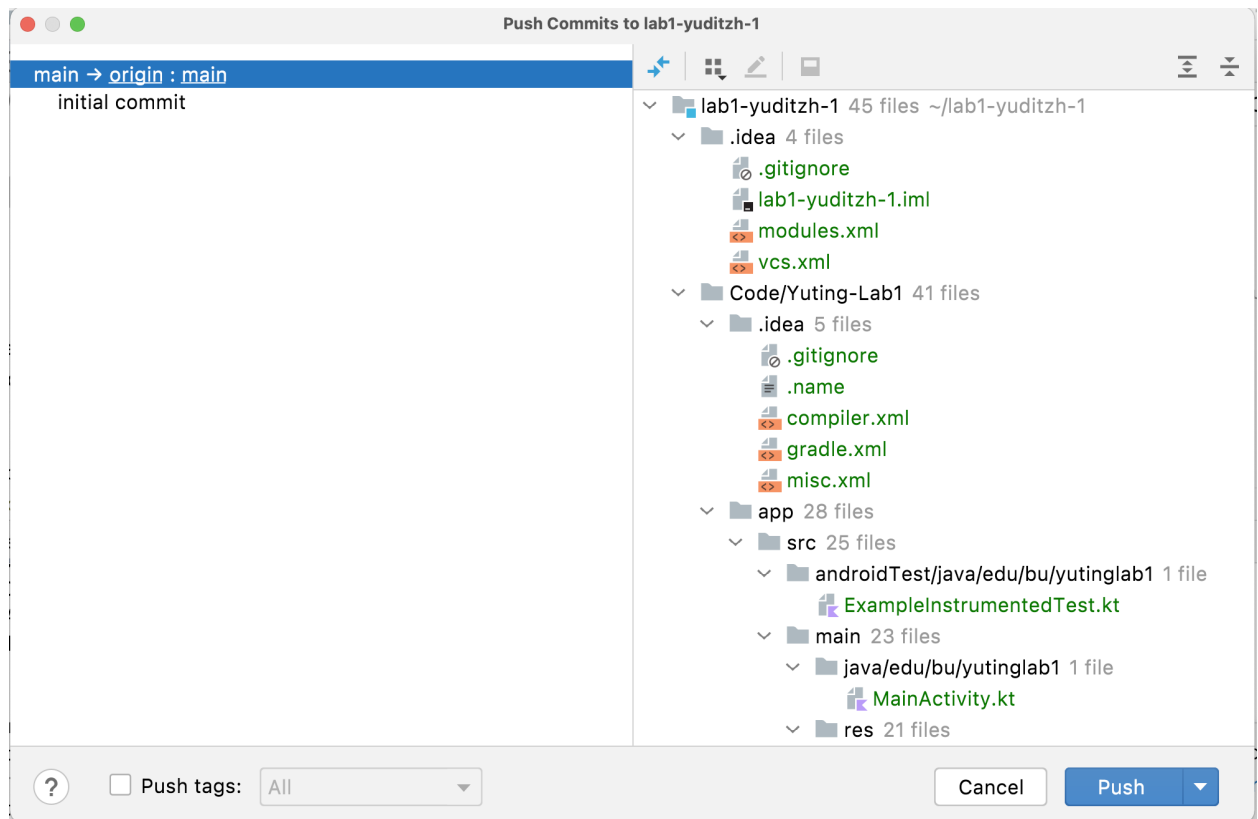 Push Commits to lab1-yuditzh-1
main → origin : main
initial commit
lab1-yuditzh-1 45 files ~/lab1-yuditzh-1
.idea 4 files
.gitignore
lab1-yuditzh-1.iml
modules.xml
vcs.xml
Code/Yuting-Lab1 41 files
.idea 5 files
.gitignore
.name
compiler.xml
gradle.xml
misc.xml
app 28 files
src 25 files
androidTest/java/edu/bu/yutinglab1 1 file
ExampleInstrumentedTest.kt
main 23 files
java/edu/bu/yutinglab1 1 file
MainActivity.kt
res 21 files
? Push tags: All Cancel Push